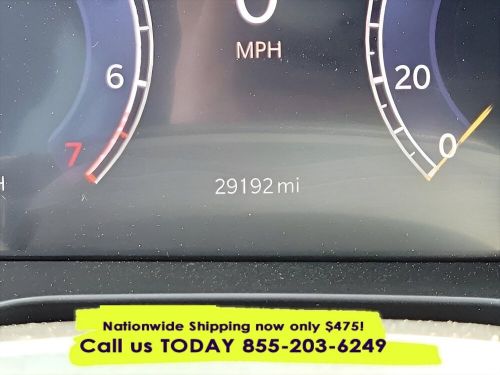 0
MPH
6
20
7
0
H
29192 mi
Nationwide Shipping now only $475!
Call us TODAY 855-203-6249